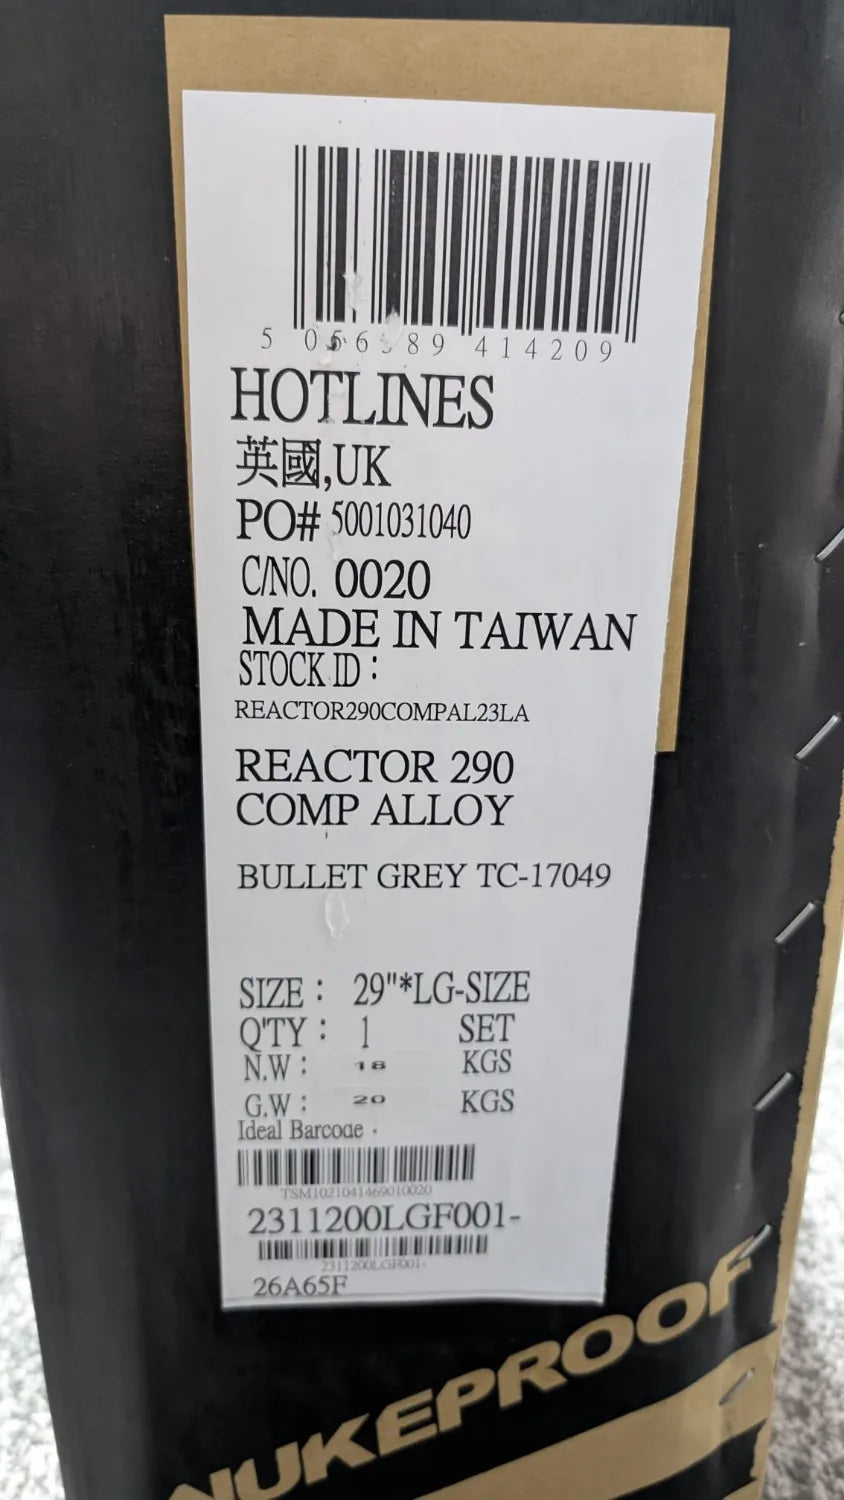 5 056389 414209
HOTLINES
英國,UK
PO# 5001031040
C/NO. 0020
MADE IN TAIWAN
STOCK ID：
REACTOR290COMPAL23LA
REACTOR 290
COMP ALLOY
BULLET GREY TC-17049
SIZE： 29"*LG-SIZE
Q'TY： 1 SET
N.W： 18 KGS
G.W： 20 KGS
Ideal Barcode
TSM1021041469010020
2311200LGF001-
2311200LGF001-
26A65F
NUKEPROOF